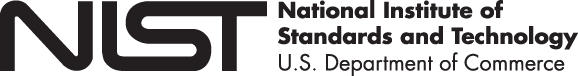 NIST
National Institute of
Standards and Technology
U.S. Department of Commerce